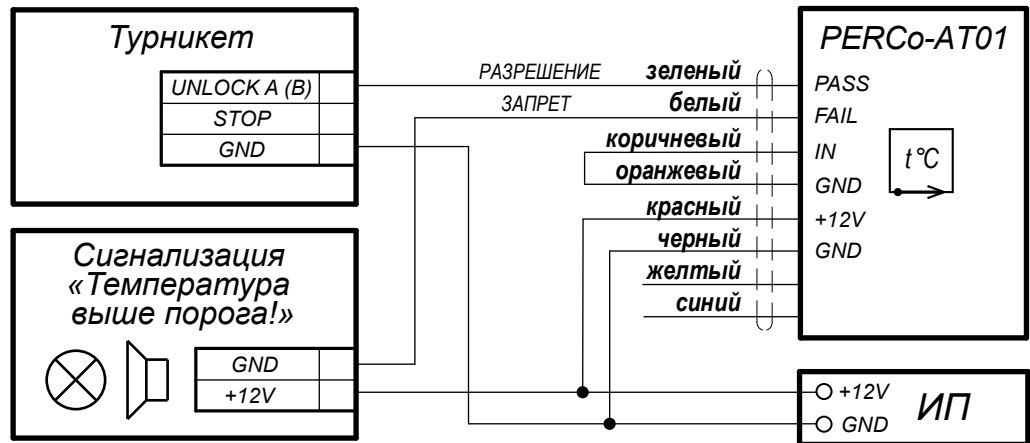 Турникет
UNLOCK A (B)
STOP
GND
Сигнализация
«Температура
выше порога!»
GND
+12V
РАЗРЕШЕНИЕ
ЗАПРЕТ
зеленый
белый
коричневый
оранжевый
красный
черный
желтый
синий
PERCo-AT01
PASS
FAIL
IN
GND
+12V
GND
t°C
+12V
GND
ИП